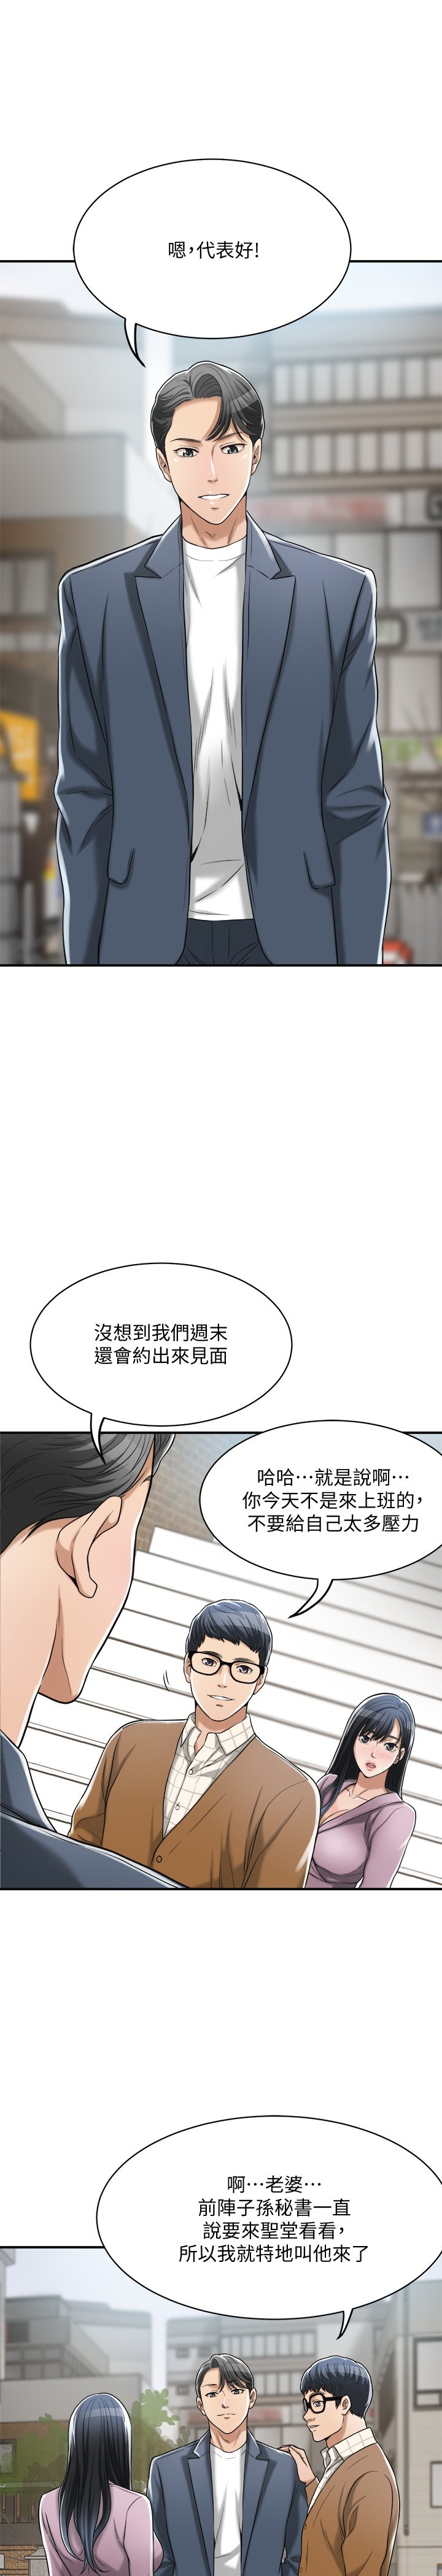 嗯,代表好!
沒想到我們週末
還會約出來見面
哈哈…就是說啊…
你今天不是來上班的,
不要給自己太多壓力
啊…老婆…
前陣子孫秘書一直
說要來聖堂看看,
所以我就特地叫他來了